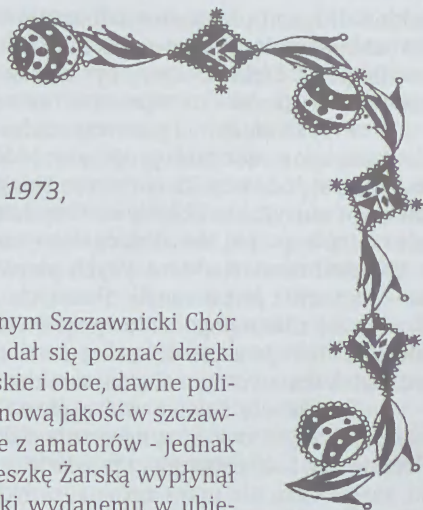 1973,
nym Szczawnicki Chór
dał się poznać dzięki
skie i obce, dawne poli-
nową jakość w szczaw-
e z amatorów - jednak
eszkę Żarską wypłynął
ki wydanemu w ubie-